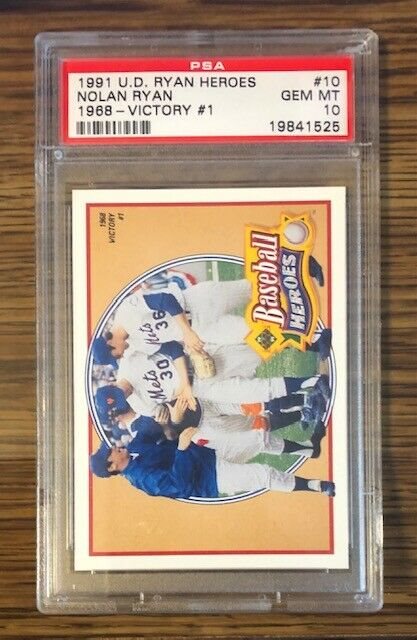 PSA
1991 U.D. RYAN HEROES #10
NOLAN RYAN GEM MT
1968-VICTORY #1 10
19841525
1968
VICTORY
#1
Baseball
HEROES
Mets
30
Mets
36